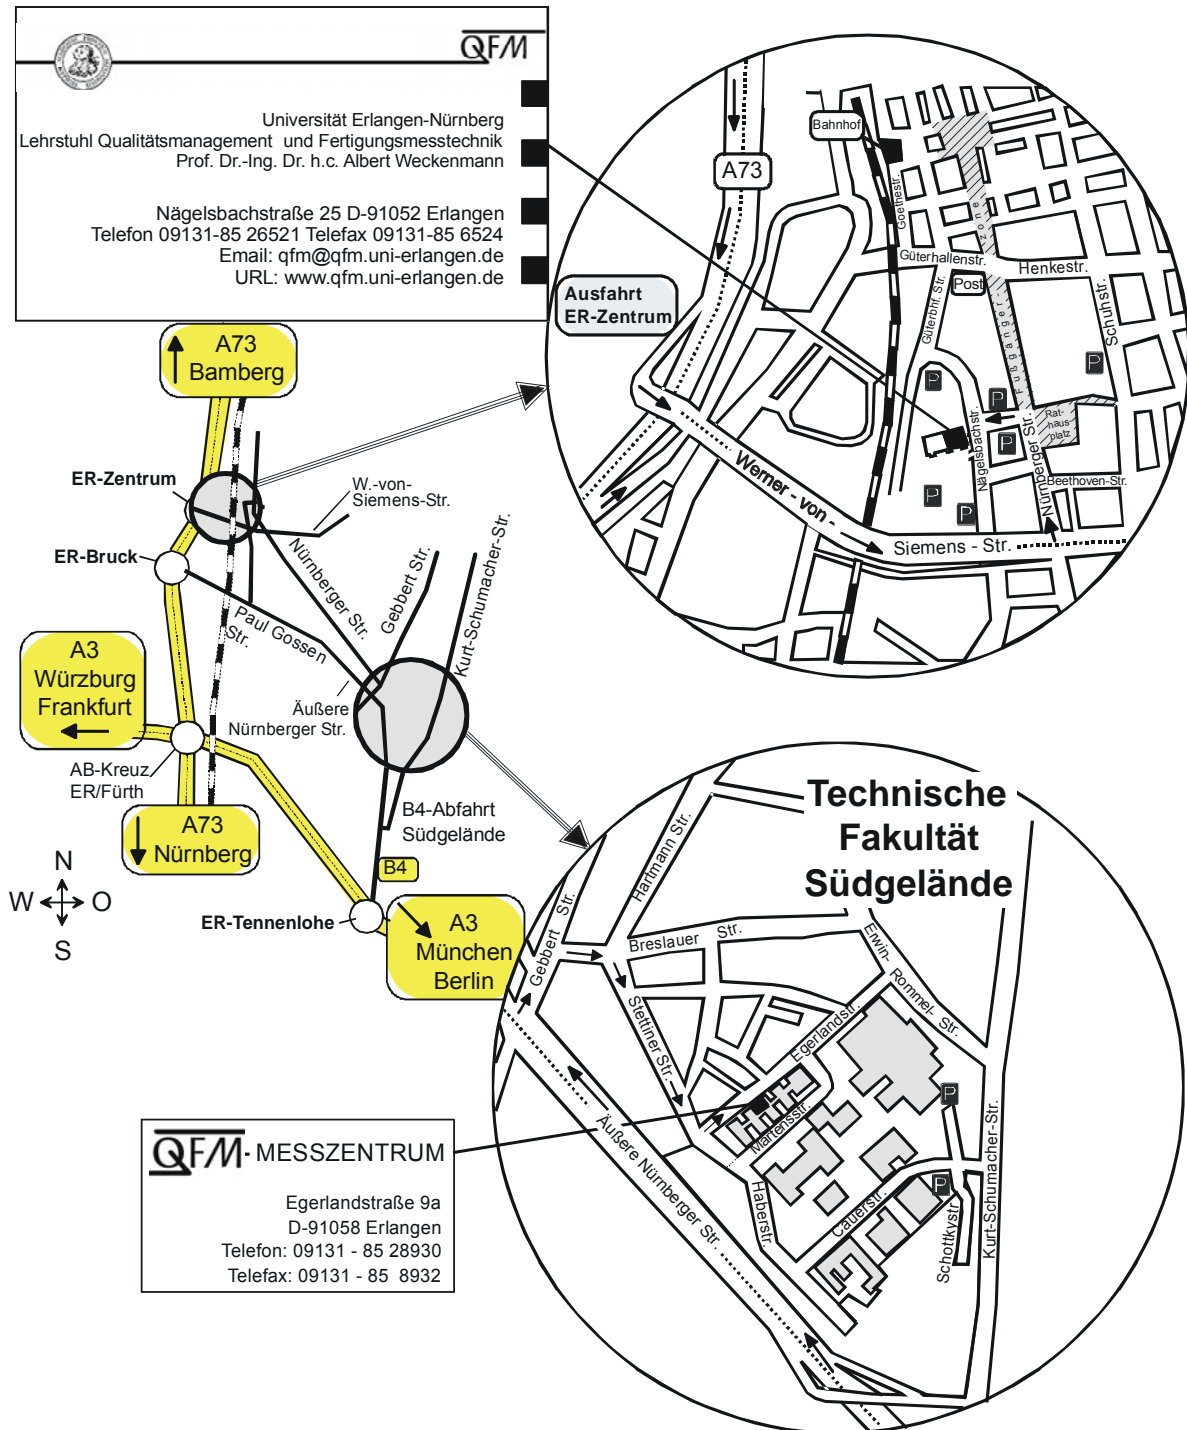 QFM
Universität Erlangen-Nürnberg
Lehrstuhl Qualitätsmanagement und Fertigungsmesstechnik
Prof. Dr.-Ing. Dr. h.c. Albert Weckenmann
Nägelsbachstraße 25 D-91052 Erlangen
Telefon 09131-85 26521 Telefax 09131-85 6524
Email: qfm@qfm.uni-erlangen.de
URL: www.qfm.uni-erlangen.de
Bahnhof
A73
Goethestr.
zone
Güterhallenstr.
Henkestr.
Post
Ausfahrt
ER-Zentrum
Güterbhf. Str.
Fußgänger
Schuhstr.
P
P
P
P
P
P
Rat-
haus-
platz
Nägelsbachstr.
Nürnberger Str.
Beethoven-Str.
Werner - von -
Siemens - Str.
A73
Bamberg
ER-Zentrum
W.-von-
Siemens-Str.
ER-Bruck
Nürnberger Str.
Gebbert Str.
Kurt-Schumacher-Str.
Paul Gossen
Str.
A3
Würzburg
Frankfurt
Äußere
Nürnberger Str.
AB-Kreuz
ER/Fürth
A73
Nürnberg
B4-Abfahrt
Südgelände
B4
N
W
O
S
ER-Tennenlohe
A3
München
Berlin
Technische
Fakultät
Südgelände
Hartmann Str.
Gebbert Str.
Breslauer Str.
Erwin-Rommel-Str.
Stettiner Str.
Egerlandstr.
Martensstr.
P
Äußere Nürnberger Str.
Haberstr.
Cauerstr.
P
Schottkystr.
Kurt-Schumacher-Str.
QFM - MESSZENTRUM
Egerlandstraße 9a
D-91058 Erlangen
Telefon: 09131 - 85 28930
Telefax: 09131 - 85 8932